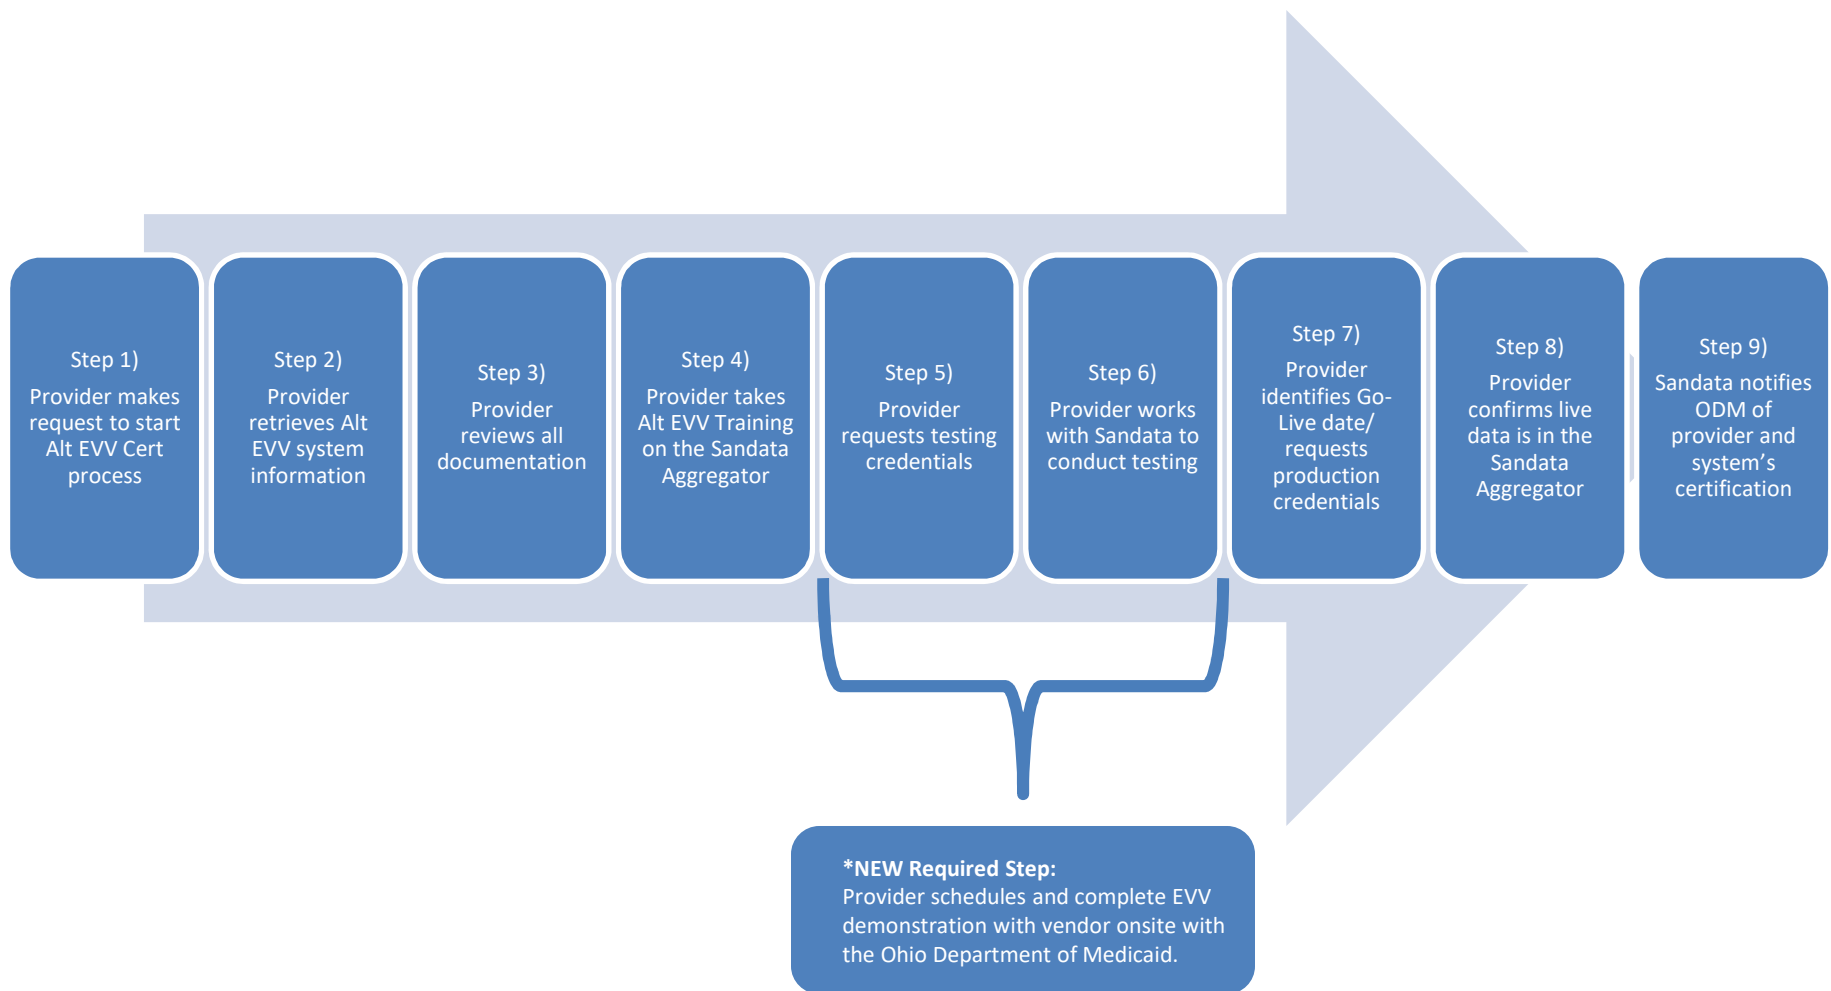 Step 1)
Provider makes
request to start
Alt EVV Cert
process
Step 2)
Provider
retrieves Alt
EVV system
information
Step 3)
Provider
reviews all
documentation
Step 4)
Provider takes
Alt EVV Training
on the Sandata
Aggregator
Step 5)
Provider
requests testing
credentials
Step 6)
Provider works
with Sandata to
conduct testing
Step 7)
Provider
identifies Go-
Live date/
requests
production
credentials
Step 8)
Provider
confirms live
data is in the
Sandata
Aggregator
Step 9)
Sandata notifies
ODM of
provider and
system’s
certification
*NEW Required Step:
Provider schedules and complete EVV
demonstration with vendor onsite with
the Ohio Department of Medicaid.